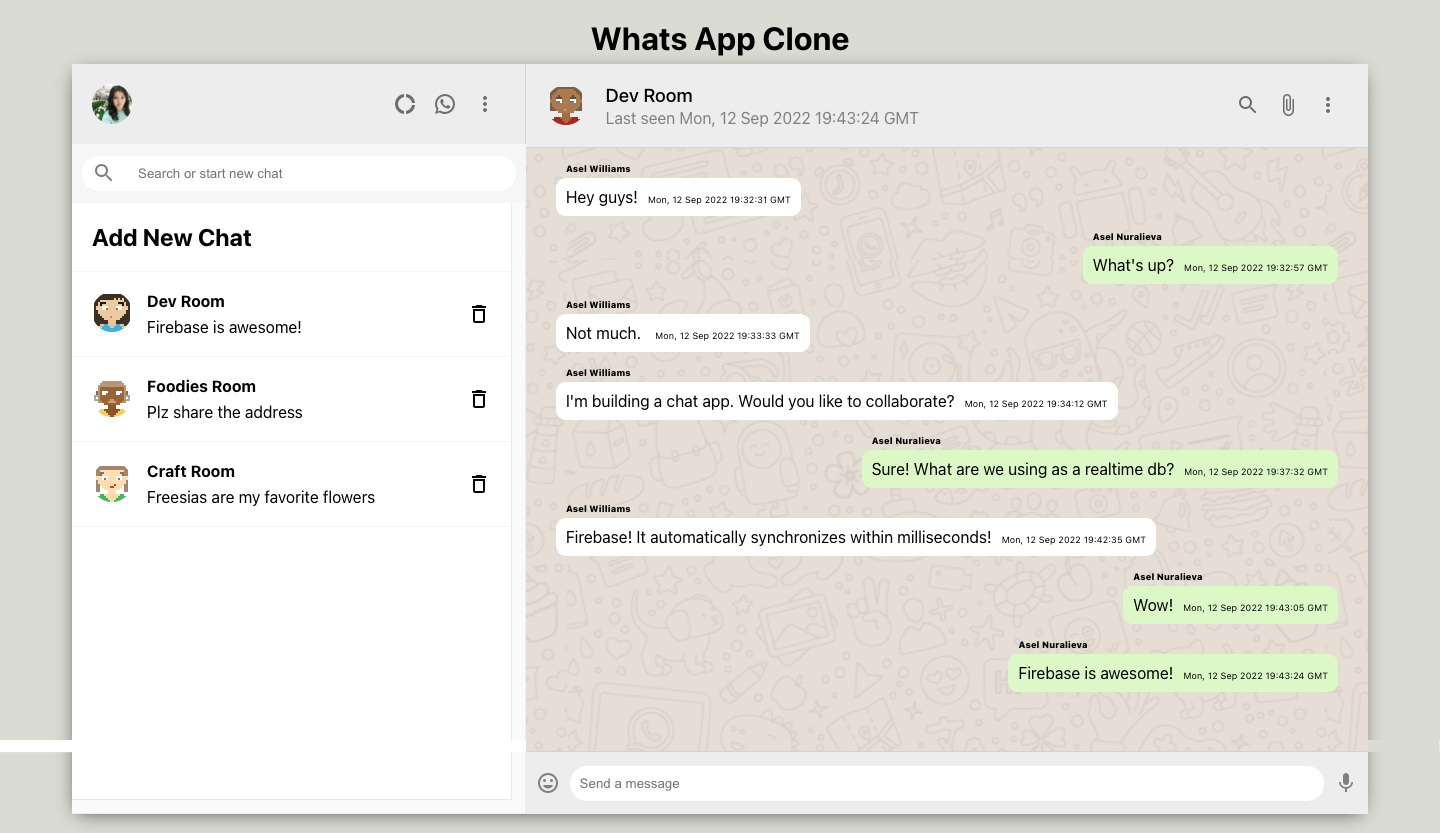 Whats App Clone
Search or start new chat
Add New Chat
Dev Room
Firebase is awesome!
Foodies Room
Plz share the address
Craft Room
Freesias are my favorite flowers
Dev Room
Last seen Mon, 12 Sep 2022 19:43:24 GMT
Asel Williams
Hey guys! Mon, 12 Sep 2022 19:32:31 GMT
Asel Nuralieva
What's up? Mon, 12 Sep 2022 19:32:57 GMT
Asel Williams
Not much. Mon, 12 Sep 2022 19:33:33 GMT
Asel Williams
I'm building a chat app. Would you like to collaborate? Mon, 12 Sep 2022 19:34:12 GMT
Asel Nuralieva
Sure! What are we using as a realtime db? Mon, 12 Sep 2022 19:37:32 GMT
Asel Williams
Firebase! It automatically synchronizes within milliseconds! Mon, 12 Sep 2022 19:42:35 GMT
Asel Nuralieva
Wow! Mon, 12 Sep 2022 19:43:05 GMT
Asel Nuralieva
Firebase is awesome! Mon, 12 Sep 2022 19:43:24 GMT
Send a message